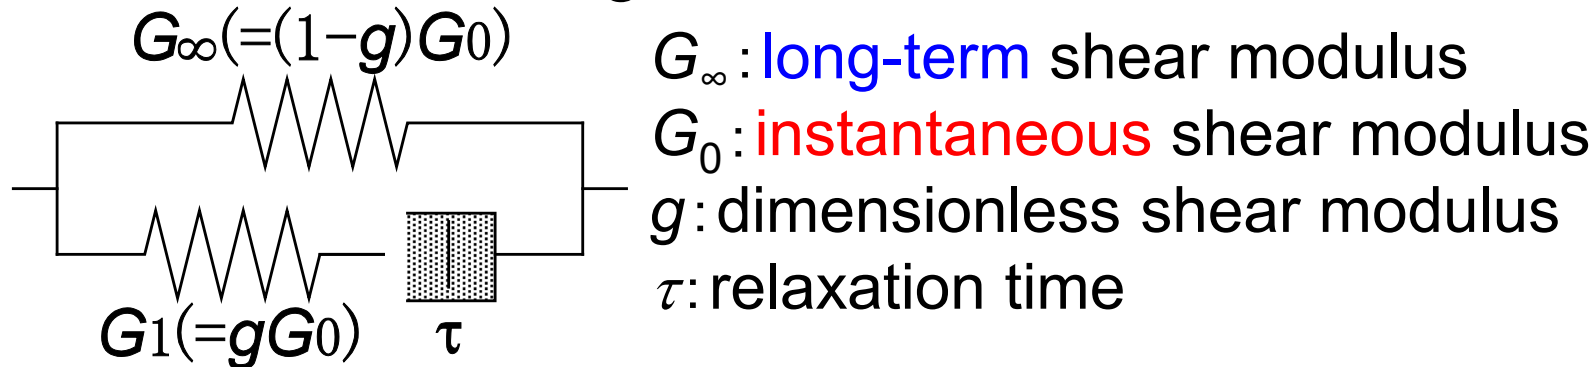 G∞(=(1−g)G0)
G∞ : long-term shear modulus
G0 : instantaneous shear modulus
g : dimensionless shear modulus
τ : relaxation time
G1(=gG0)
τ